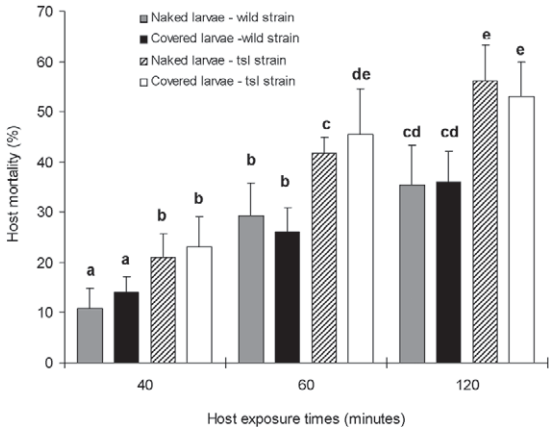 Naked larvae - wild strain
Covered larvae -wild strain
Naked larvae - tsl strain
Covered larvae - tsl strain
Host mortality (%)
70
60
50
40
30
20
10
0
a
a
b
b
b
b
c
de
cd
cd
e
e
40
60
120
Host exposure times (minutes)